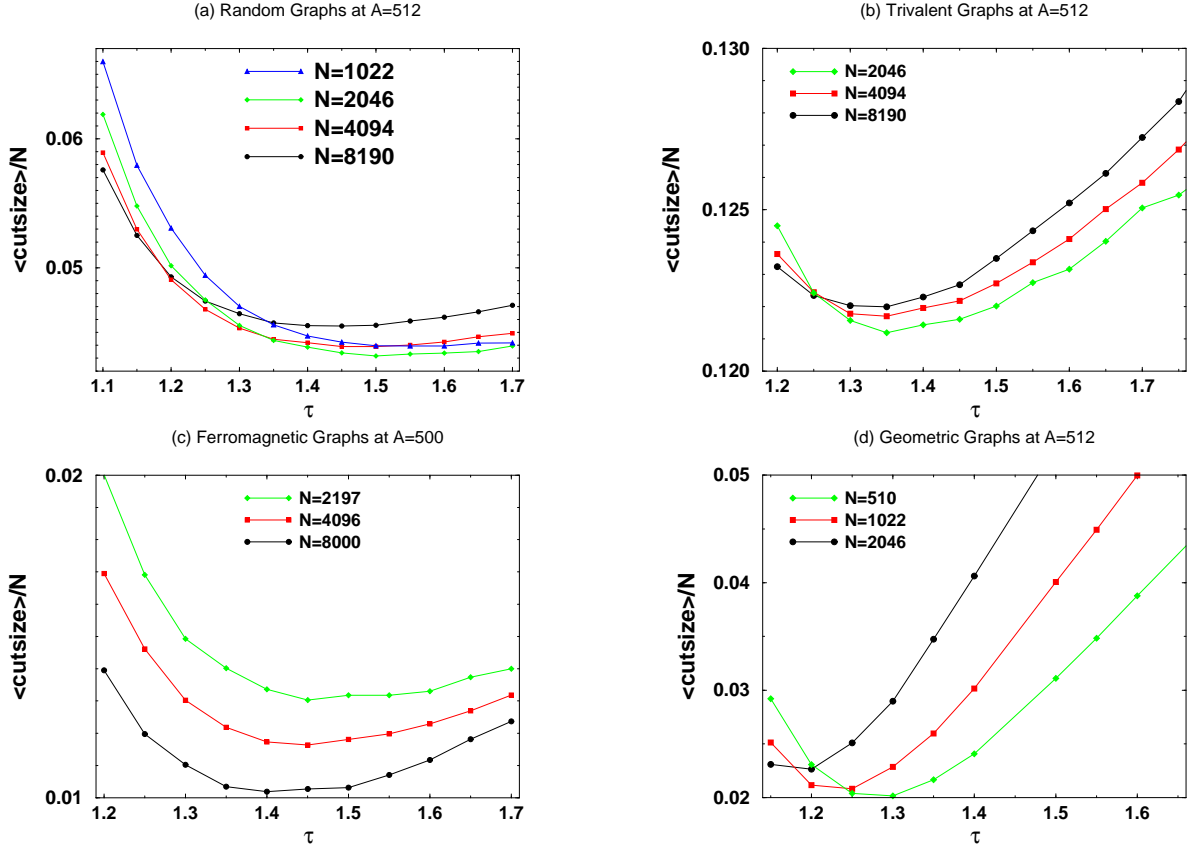 (a) Random Graphs at A=512
N=1022
N=2046
N=4094
N=8190
0.06
0.05
<cutsize>/N
1.1 1.2 1.3 1.4 1.5 1.6 1.7
τ
(b) Trivalent Graphs at A=512
N=2046
N=4094
N=8190
0.130
0.125
0.120
<cutsize>/N
1.2 1.3 1.4 1.5 1.6 1.7
τ
(c) Ferromagnetic Graphs at A=500
N=2197
N=4096
N=8000
0.02
0.01
<cutsize>/N
1.2 1.3 1.4 1.5 1.6 1.7
τ
(d) Geometric Graphs at A=512
N=510
N=1022
N=2046
0.05
0.04
0.03
0.02
<cutsize>/N
1.2 1.3 1.4 1.5 1.6
τ